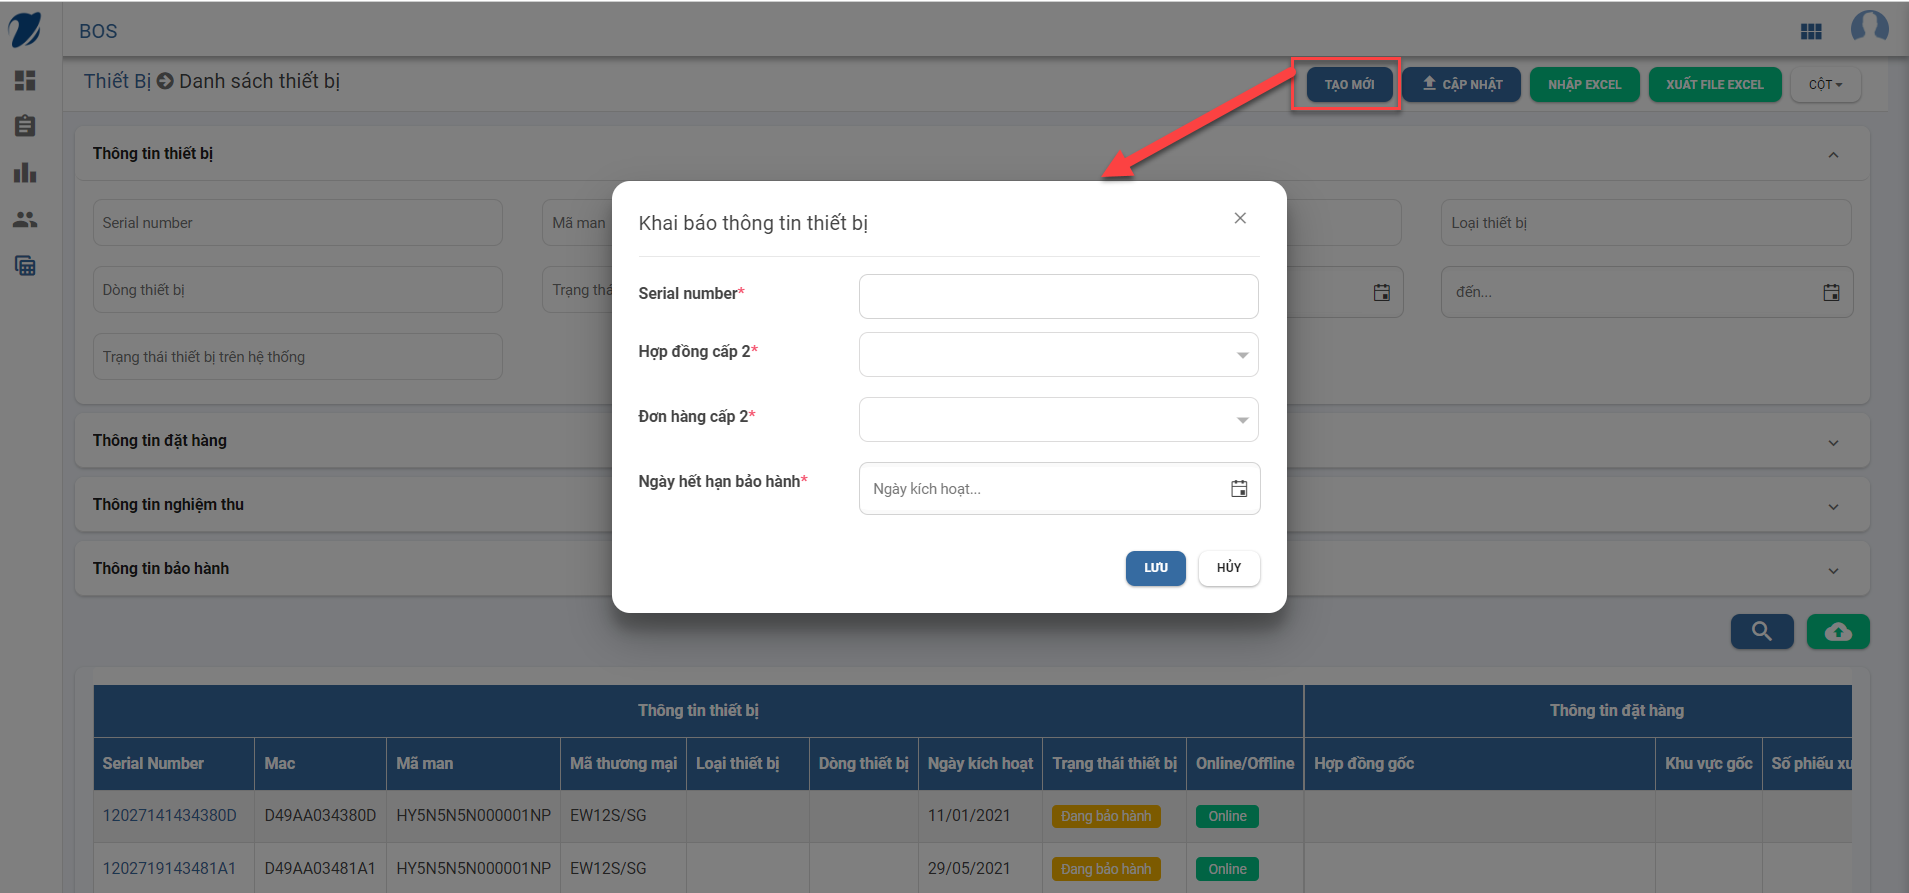 BOS
Thiết Bị Danh sách thiết bị
TẠO MỚI
CẬP NHẬT
NHẬP EXCEL
XUẤT FILE EXCEL
CỘT
Thông tin thiết bị
Serial number
Mã man
Loại thiết bị
Dòng thiết bị
Trạng thá
đến...
Trạng thái thiết bị trên hệ thống
Thông tin đặt hàng
Thông tin nghiệm thu
Thông tin bảo hành
Khai báo thông tin thiết bị
Serial number*
Hợp đồng cấp 2*
Đơn hàng cấp 2*
Ngày hết hạn bảo hành*
Ngày kích hoạt...
LƯU
HỦY
Thông tin thiết bị
Thông tin đặt hàng
Serial Number Mac Mã man Mã thương mại Loại thiết bị Dòng thiết bị Ngày kích hoạt Trạng thái thiết bị Online/Offline Hợp đồng gốc Khu vực gốc Số phiếu xu
12027141434380D D49AA034380D HY5N5N5N000001NP EW12S/SG 11/01/2021 Đang bảo hành Online
1202719143481A1 D49AA03481A1 HY5N5N5N000001NP EW12S/SG 29/05/2021 Đang bảo hành Online